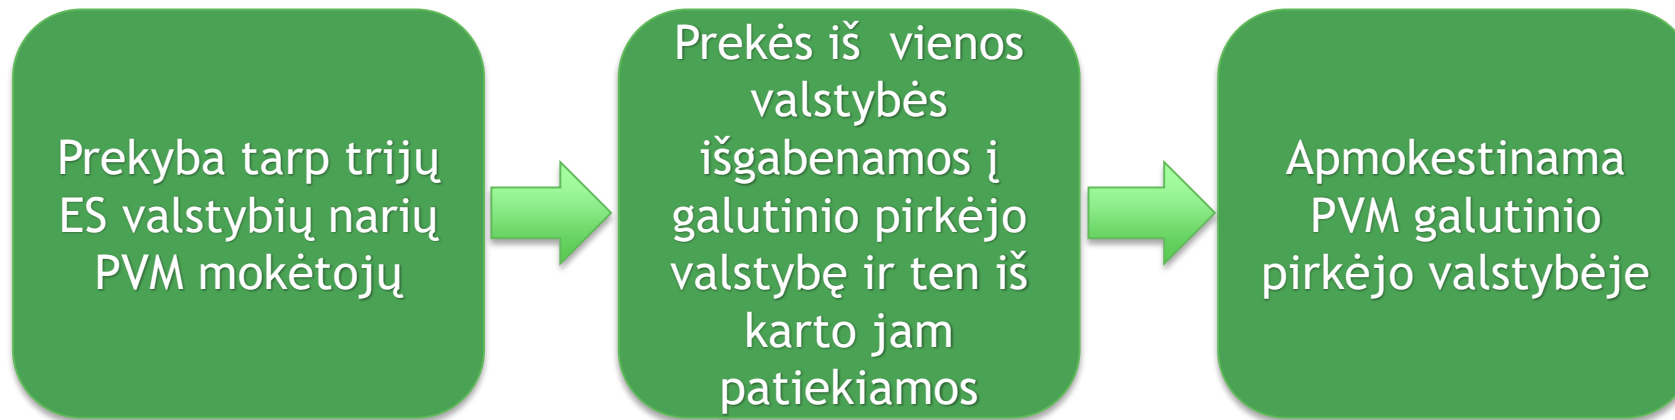 Prekyba tarp trijų
ES valstybių narių
PVM mokėtojų
Prekės iš vienos
valstybės
išgabenamos į
galutinio pirkėjo
valstybę ir ten iš
karto jam
patiekiamos
Apmokestinama
PVM galutinio
pirkėjo valstybėje